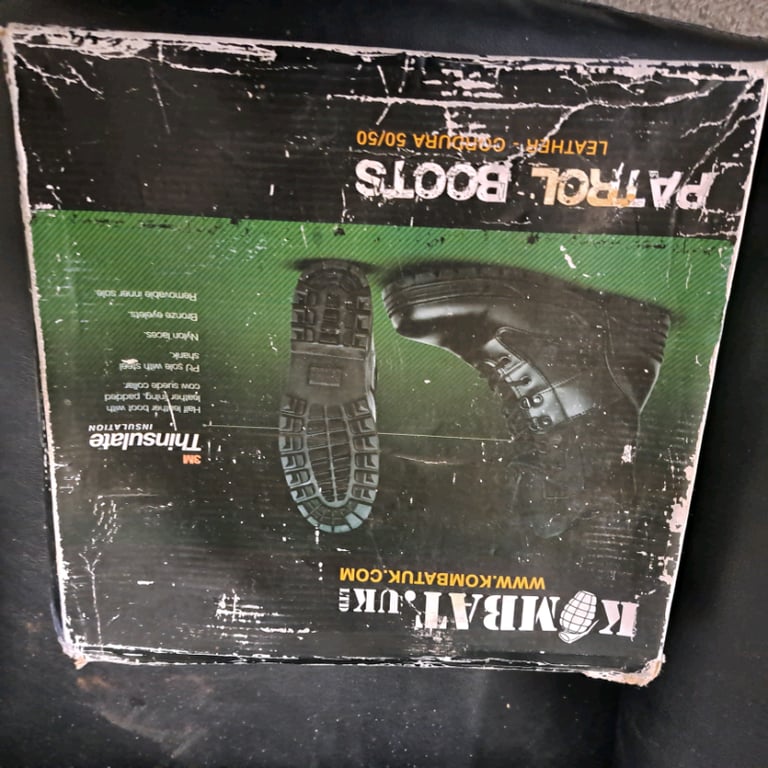 KOMBAT.UK LTD
WWW.KOMBATUK.COM
3M
Thinsulate
INSULATION
Half leather boot with
leather lining, padded
cow suede collar.
PU sole with steel
shank.
Nylon laces.
Bronze eyelets.
Removable inner sole.
PATROL BOOTS
LEATHER - CORDURA 50/50